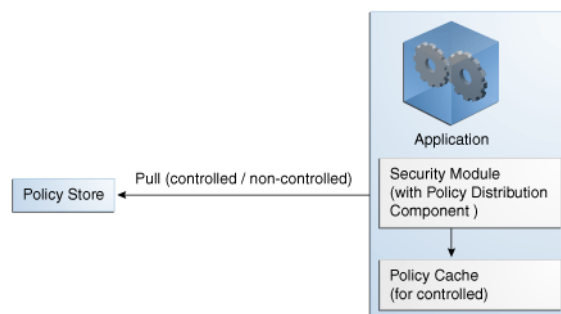 Application
Pull (controlled / non-controlled)
Policy Store
Security Module
(with Policy Distribution
Component )
Policy Cache
(for controlled)